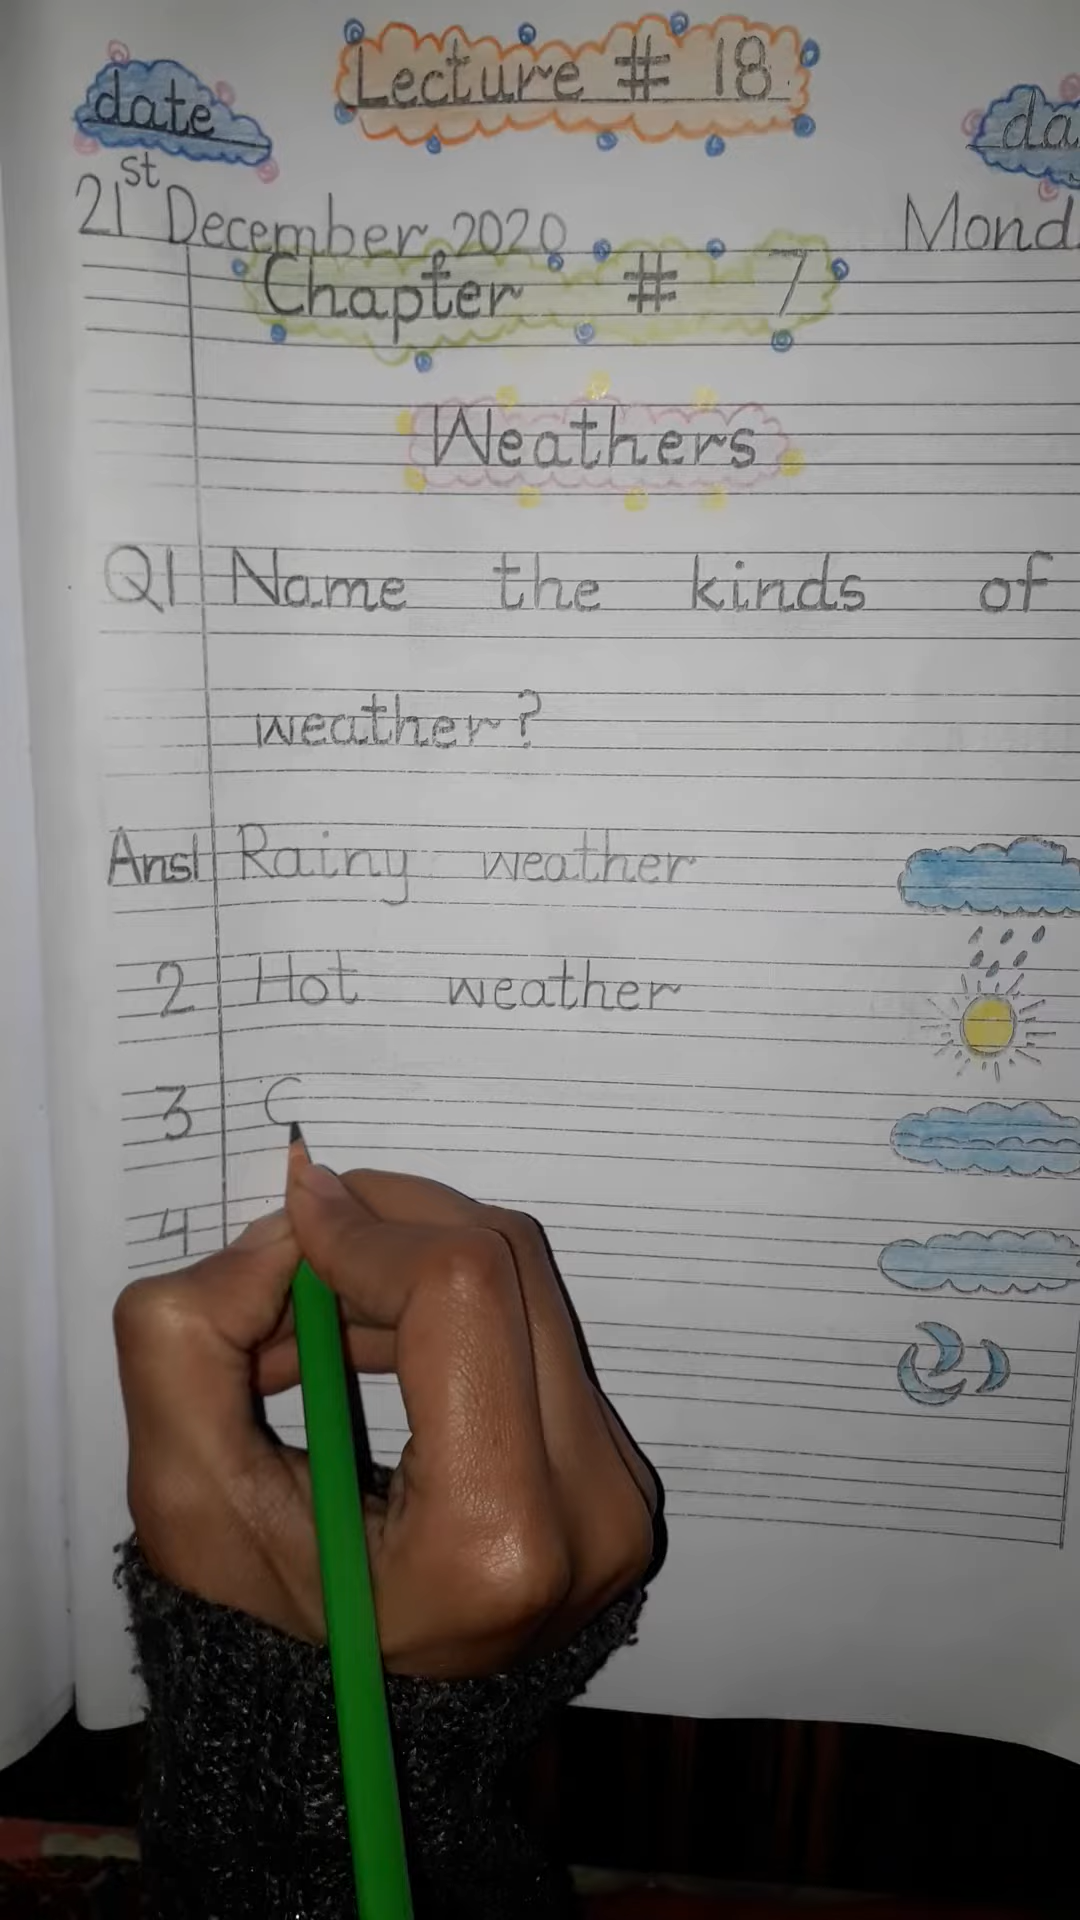 Lecture # 18
date
da
21st December 2020
Mond
Chapter # 7
Weathers
Q1 Name the kinds of
weather?
Ans1 Rainy weather
2 Hot weather
3 C
4